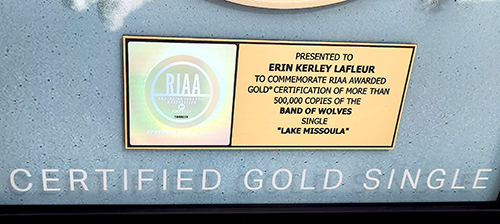 PRESENTED TO
ERIN KERLEY LAFLEUR
TO COMMEMORATE RIAA AWARDED
GOLD® CERTIFICATION OF MORE THAN
500,000 COPIES OF THE
BAND OF WOLVES
SINGLE
"LAKE MISSOULA"
RIAA
CERTIFIED GOLD SINGLE